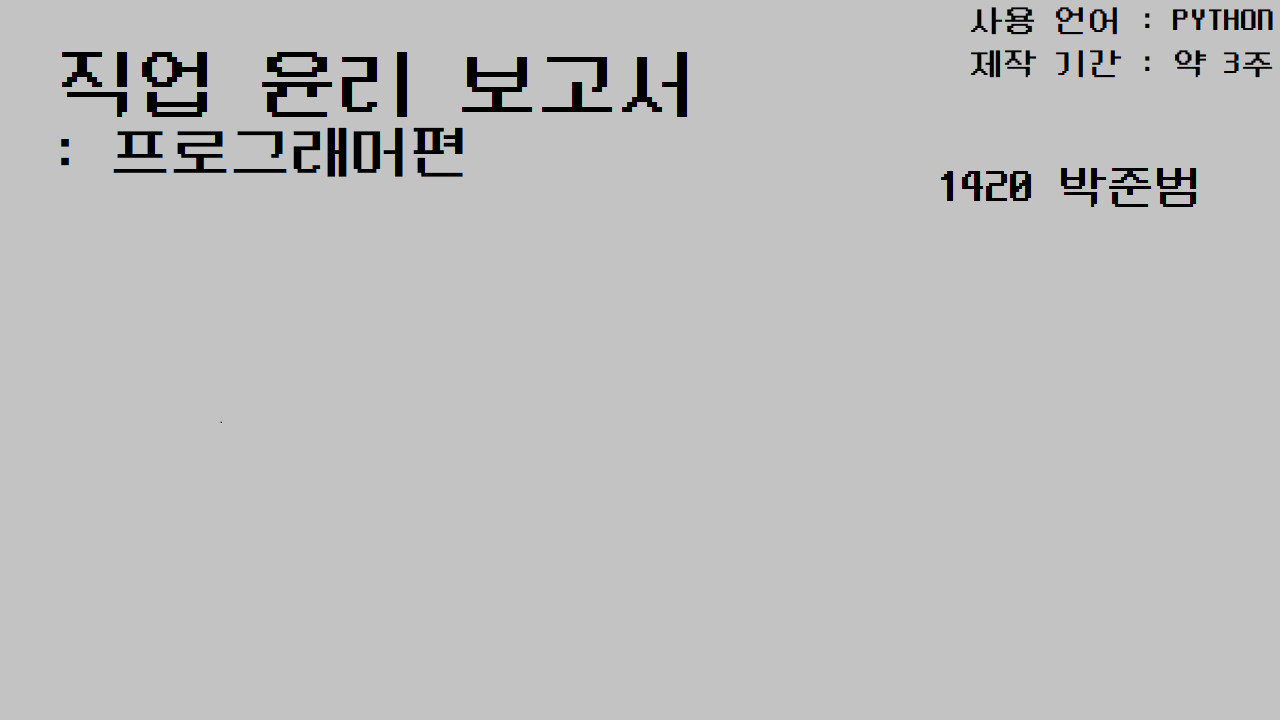 사용 언어 : PYTHON
제작 기간 : 약 3주
직업 윤리 보고서
: 프로그래머편
1420 박준범